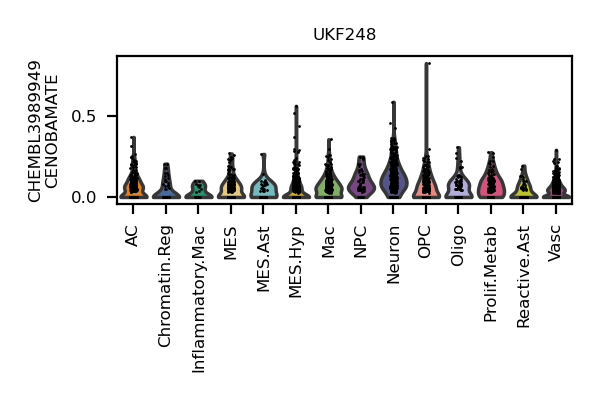 UKF248
CHEMBL3989949
CENOBAMATE
0.5
0.0
AC
Chromatin.Reg
Inflammatory.Mac
MES
MES.Ast
MES.Hyp
Mac
NPC
Neuron
OPC
Oligo
Prolif.Metab
Reactive.Ast
Vasc